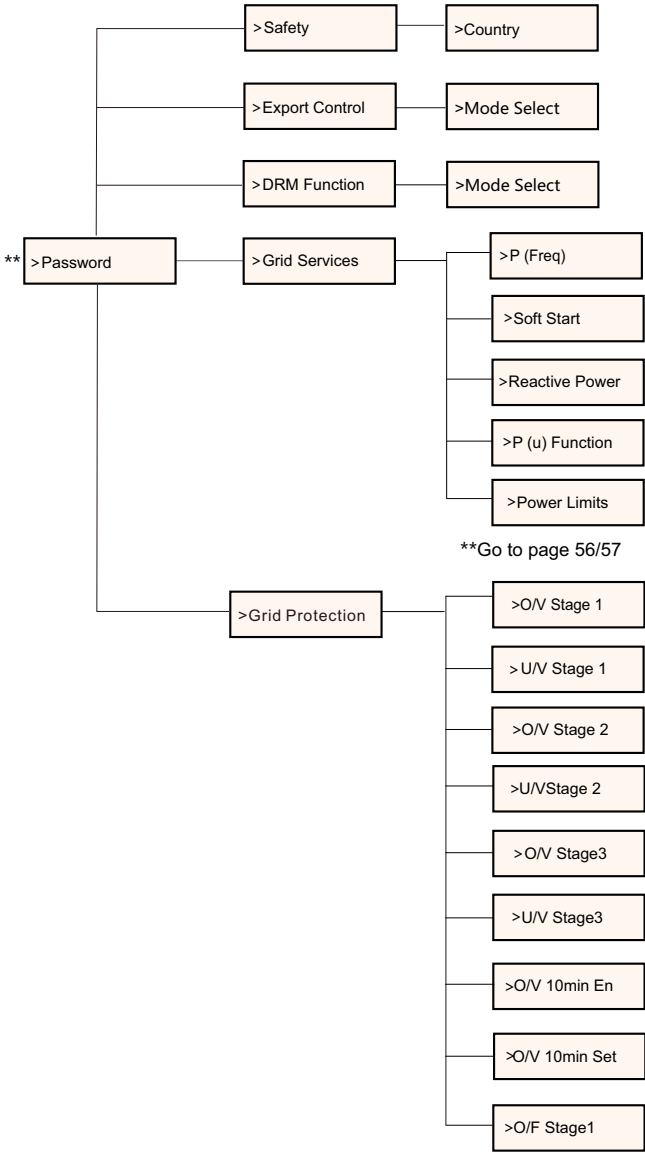 >Safety
>Country
>Export Control
>Mode Select
>DRM Function
>Mode Select
** >Password
>Grid Services
>P (Freq)
>Soft Start
>Reactive Power
>P (u) Function
>Power Limits
**Go to page 56/57
>Grid Protection
>O/V Stage 1
>U/V Stage 1
>O/V Stage 2
>U/VStage 2
>O/V Stage3
>U/V Stage3
>O/V 10min En
>O/V 10min Set
>O/F Stage1